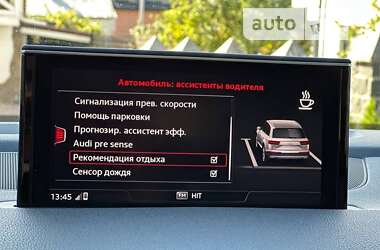 auto
Автомобиль: ассистенты водителя
Сигнализация прев. скорости
Помощь парковки
Прогнозир. ассистент эфф.
Audi pre sense
Рекомендация отдыха
Сенсор дождя
13:45
FM HIT